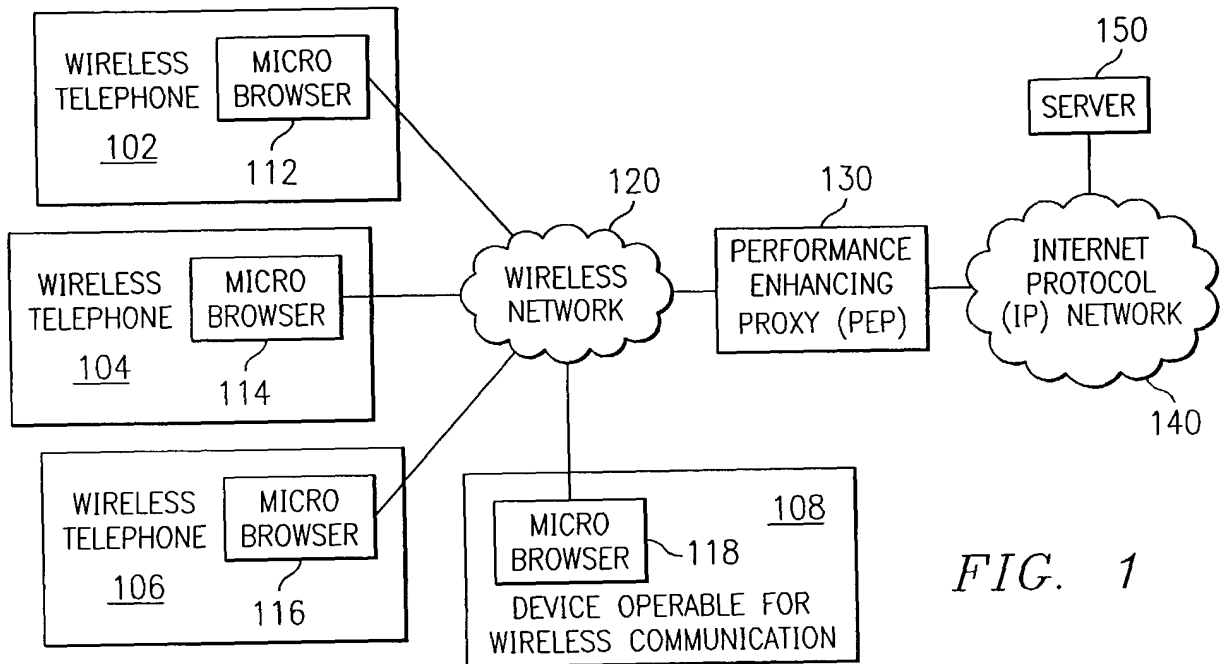 WIRELESS
TELEPHONE
102
MICRO
BROWSER
112
WIRELESS
TELEPHONE
104
MICRO
BROWSER
114
WIRELESS
TELEPHONE
106
MICRO
BROWSER
116
120
WIRELESS
NETWORK
MICRO
BROWSER
118
108
DEVICE OPERABLE FOR
WIRELESS COMMUNICATION
130
PERFORMANCE
ENHANCING
PROXY (PEP)
150
SERVER
INTERNET
PROTOCOL
(IP) NETWORK
140
FIG. 1